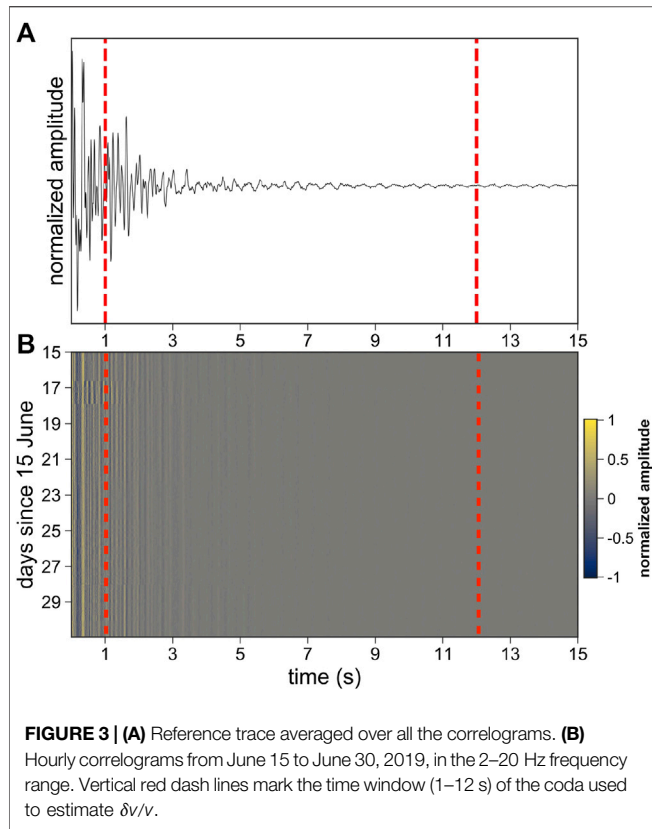 A
normalized amplitude
1 3 5 7 9 11 12 13 15
B
days since 15 June
15
17
19
21
23
25
27
29
1
0.5
0
-0.5
-1
normalized amplitude
1 3 5 7 9 11 13 15
time (s)
FIGURE 3 | (A) Reference trace averaged over all the correlograms. (B)
Hourly correlograms from June 15 to June 30, 2019, in the 2–20 Hz frequency
range. Vertical red dash lines mark the time window (1–12 s) of the coda used
to estimate δv/v.